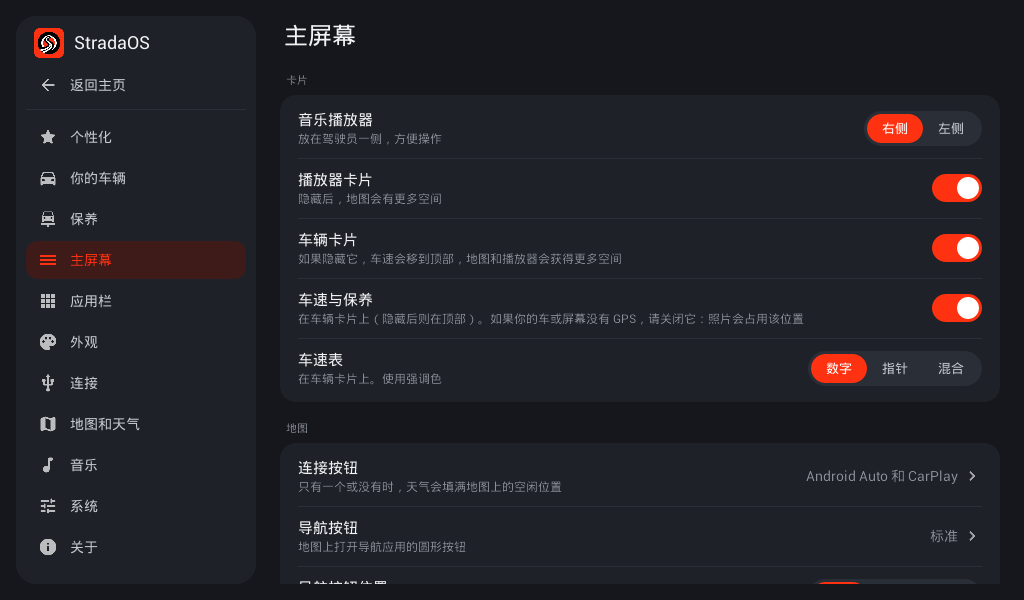 StradaOS
返回主页
个性化
你的车辆
保养
主屏幕
应用栏
外观
连接
地图和天气
音乐
系统
关于
主屏幕
卡片
音乐播放器
放在驾驶员一侧，方便操作
右侧 左侧
播放器卡片
隐藏后，地图会有更多空间
车辆卡片
如果隐藏它，车速会移到顶部，地图和播放器会获得更多空间
车速与保养
在车辆卡片上（隐藏后则在顶部）。如果你的车或屏幕没有 GPS，请关闭它：照片会占用该位置
车速表
在车辆卡片上。使用强调色
数字 指针 混合
地图
连接按钮
只有一个或没有时，天气会填满地图上的空闲位置
Android Auto 和 CarPlay
导航按钮
地图上打开导航应用的圆形按钮
标准
导航按钮位置